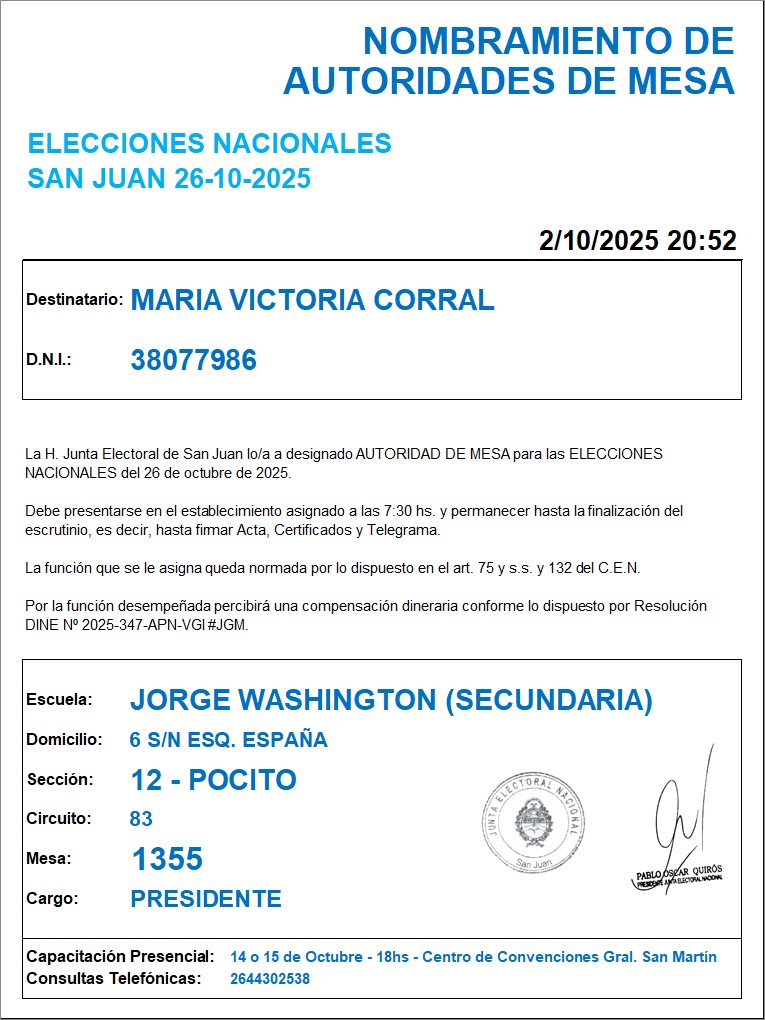 NOMBRAMIENTO DE
AUTORIDADES DE MESA
ELECCIONES NACIONALES
SAN JUAN 26-10-2025
2/10/2025 20:52
Destinatario: MARIA VICTORIA CORRAL
D.N.I.: 38077986
La H. Junta Electoral de San Juan lo/a a designado AUTORIDAD DE MESA para las ELECCIONES
NACIONALES del 26 de octubre de 2025.
Debe presentarse en el establecimiento asignado a las 7:30 hs. y permanecer hasta la finalización del
escrutinio, es decir, hasta firmar Acta, Certificados y Telegrama.
La función que se le asigna queda normada por lo dispuesto en el art. 75 y s.s. y 132 del C.E.N.
Por la función desempeñada percibirá una compensación dineraria conforme lo dispuesto por Resolución
DINE Nº 2025-347-APN-VGI#JGM.
Escuela: JORGE WASHINGTON (SECUNDARIA)
Domicilio: 6 S/N ESQ. ESPAÑA
Sección: 12 - POCITO
Circuito: 83
Mesa: 1355
Cargo: PRESIDENTE
JUNTA ELECTORAL NACIONAL
San Juan
PABLO OSCAR QUIRÓS
PRESIDENTE JUNTA ELECTORAL NACIONAL
Capacitación Presencial: 14 o 15 de Octubre - 18hs - Centro de Convenciones Gral. San Martín
Consultas Telefónicas: 2644302538